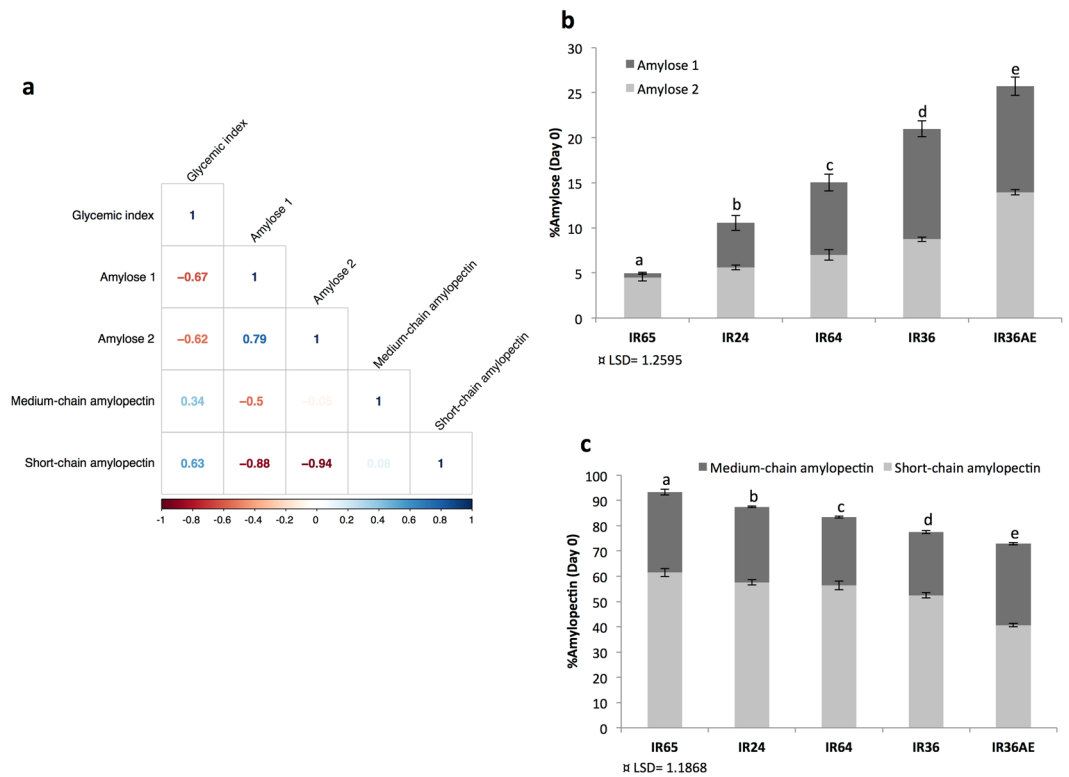 a
Glycemic index
Amylose 1
Amylose 2
Medium-chain amylopectin
Short-chain amylopectin
Glycemic index 1
Amylose 1 −0.67 1
Amylose 2 −0.62 0.79 1
Medium-chain amylopectin 0.34 −0.5 −0.05 1
Short-chain amylopectin 0.63 −0.88 −0.94 0.08 1
-1 -0.8 -0.6 -0.4 -0.2 0 0.2 0.4 0.6 0.8 1
b
%Amylose (Day 0)
30
25
20
15
10
5
0
Amylose 1
Amylose 2
a b c d e
IR65 IR24 IR64 IR36 IR36AE
¤ LSD= 1.2595
c
%Amylopectin (Day 0)
100
90
80
70
60
50
40
30
20
10
0
Medium-chain amylopectin Short-chain amylopectin
a b c d e
IR65 IR24 IR64 IR36 IR36AE
¤ LSD= 1.1868